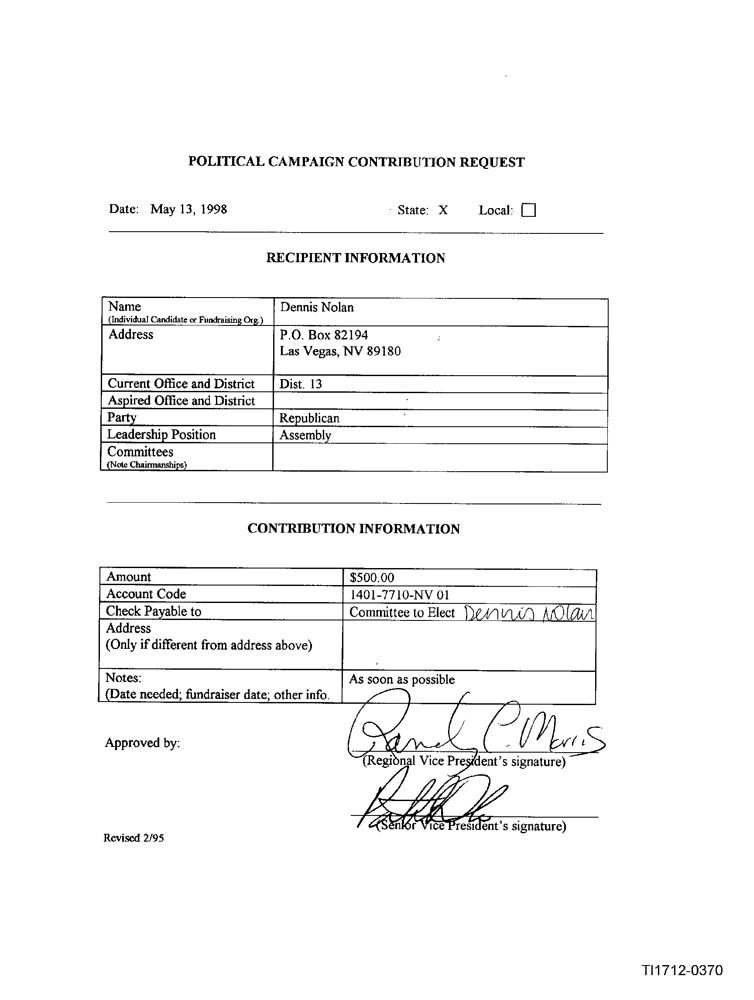 POLITICAL CAMPAIGN CONTRIBUTION REQUEST
Date: May 13, 1998 State: X Local: ☐
RECIPIENT INFORMATION
Name Dennis Nolan
(Individual Candidate or Fundraising Org.)
Address P.O. Box 82194
Las Vegas, NV 89180
Current Office and District Dist. 13
Aspired Office and District
Party Republican
Leadership Position Assembly
Committees
(Note Chairmanships)
CONTRIBUTION INFORMATION
Amount $500.00
Account Code 1401-7710-NV 01
Check Payable to Committee to Elect Dennis Nolan
Address
(Only if different from address above)
Notes: As soon as possible
(Date needed; fundraiser date; other info.
Approved by: C. Morris
(Regional Vice President's signature)
(Senior Vice President's signature)
Revised 2/95
TI1712-0370